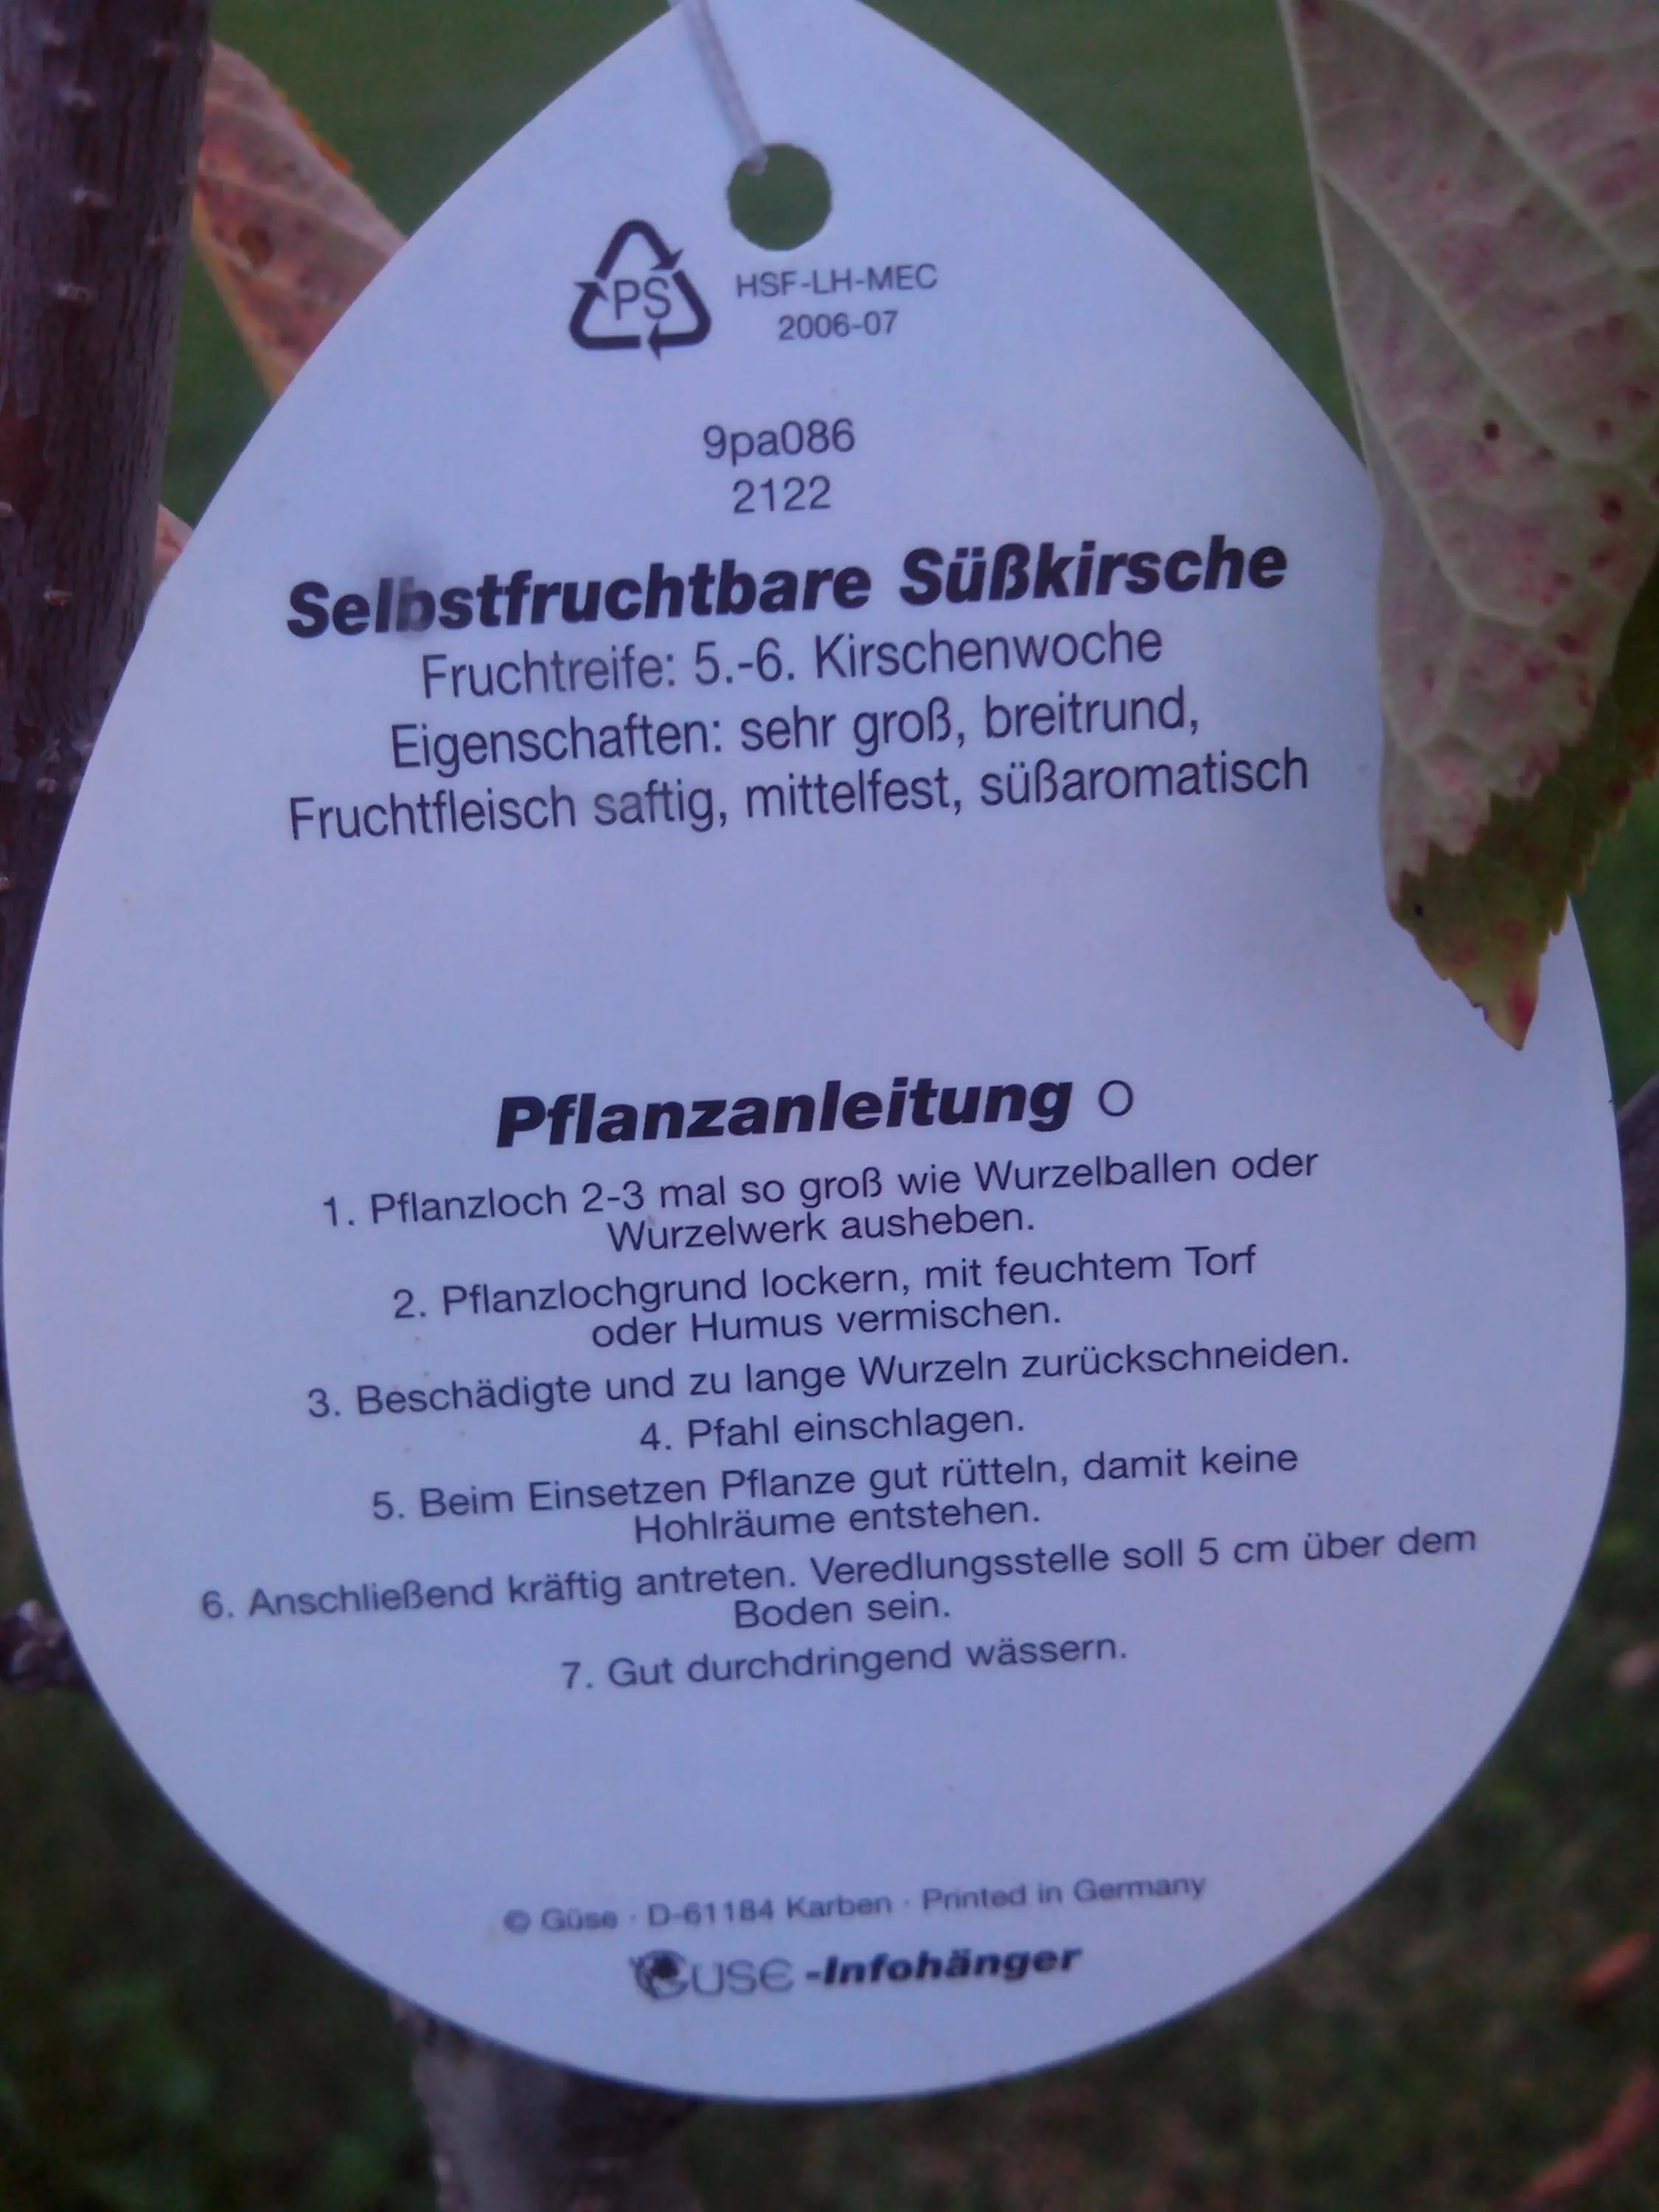 PS
HSF-LH-MEC
2006-07
9pa086
2122
Selbstfruchtbare Süßkirsche
Fruchtreife: 5.-6. Kirschenwoche
Eigenschaften: sehr groß, breitrund,
Fruchtfleisch saftig, mittelfest, süßaromatisch
Pflanzanleitung O
1. Pflanzloch 2-3 mal so groß wie Wurzelballen oder
Wurzelwerk ausheben.
2. Pflanzlochgrund lockern, mit feuchtem Torf
oder Humus vermischen.
3. Beschädigte und zu lange Wurzeln zurückschneiden.
4. Pfahl einschlagen.
5. Beim Einsetzen Pflanze gut rütteln, damit keine
Hohlräume entstehen.
6. Anschließend kräftig antreten. Veredlungsstelle soll 5 cm über dem
Boden sein.
7. Gut durchdringend wässern.
© Güse · D-61184 Karben · Printed in Germany
GUSE -Infohänger